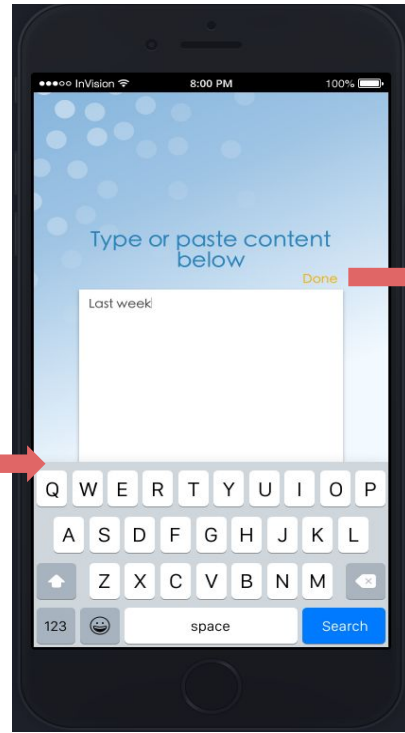 InVision 8:00 PM 100%
Type or paste content
below
Done
Last week
Q W E R T Y U I O P
A S D F G H J K L
Z X C V B N M
123 space Search